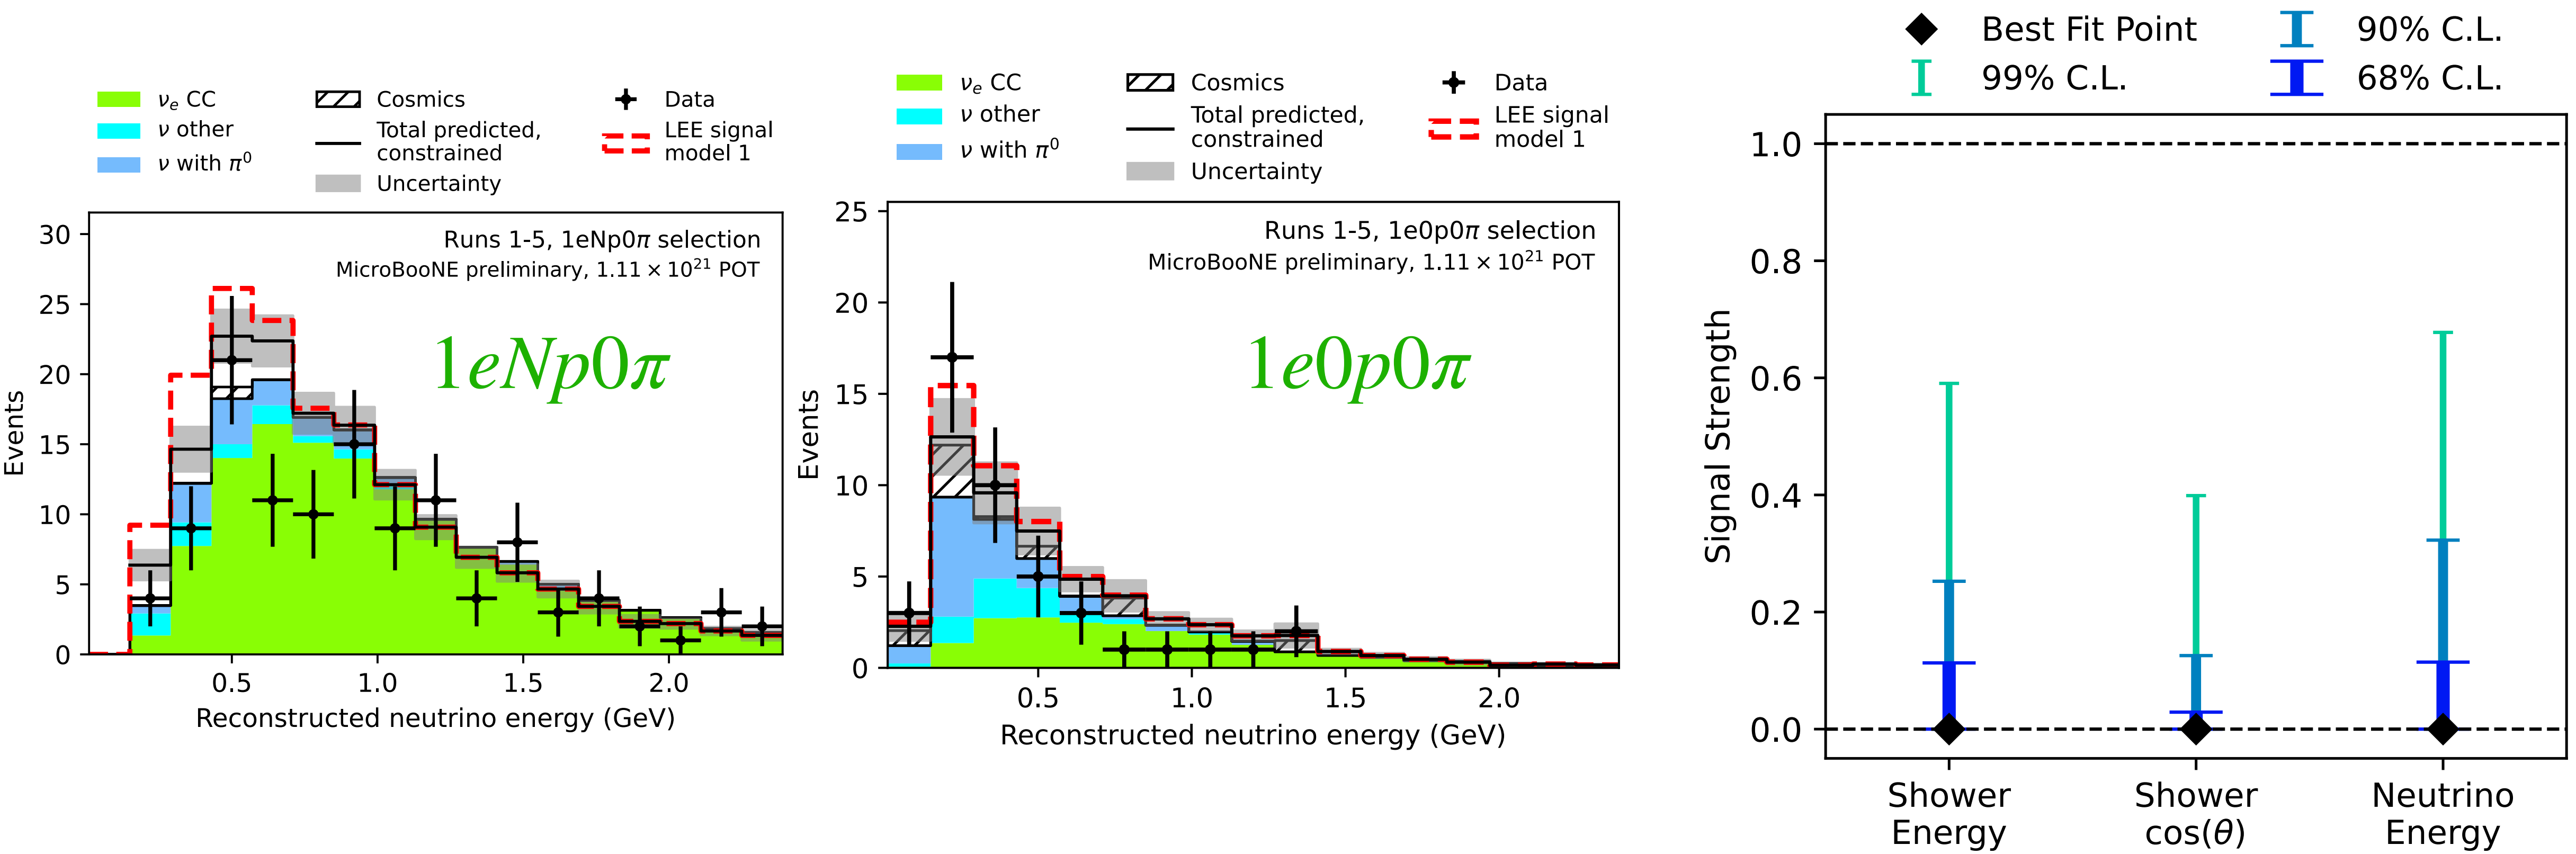 νₑ CC
ν other
ν with π⁰
Cosmics
Total predicted,
constrained
Uncertainty
Data
LEE signal
model 1
Runs 1-5, 1eNp0π selection
MicroBooNE preliminary, 1.11 × 10²¹ POT
1eNp0π
Events
30
25
20
15
10
5
0
0.5
1.0
1.5
2.0
Reconstructed neutrino energy (GeV)
νₑ CC
ν other
ν with π⁰
Cosmics
Total predicted,
constrained
Uncertainty
Data
LEE signal
model 1
Runs 1-5, 1e0p0π selection
MicroBooNE preliminary, 1.11 × 10²¹ POT
1e0p0π
Events
25
20
15
10
5
0
0.5
1.0
1.5
2.0
Reconstructed neutrino energy (GeV)
Best Fit Point
99% C.L.
90% C.L.
68% C.L.
Signal Strength
1.0
0.8
0.6
0.4
0.2
0.0
Shower
Energy
Shower
cos(θ)
Neutrino
Energy